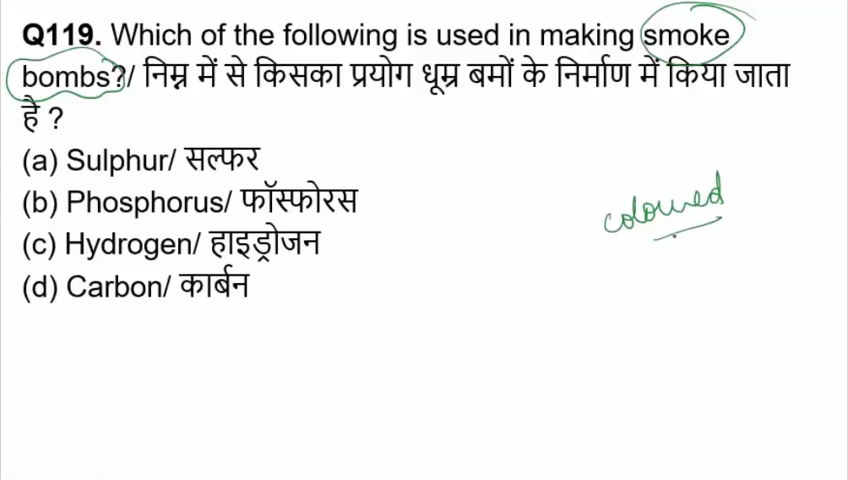 Q119. Which of the following is used in making smoke
bombs?/ निम्न में से किसका प्रयोग धूम्र बमों के निर्माण में किया जाता
है ?
(a) Sulphur/ सल्फर
(b) Phosphorus/ फॉस्फोरस
coloured
(c) Hydrogen/ हाइड्रोजन
(d) Carbon/ कार्बन